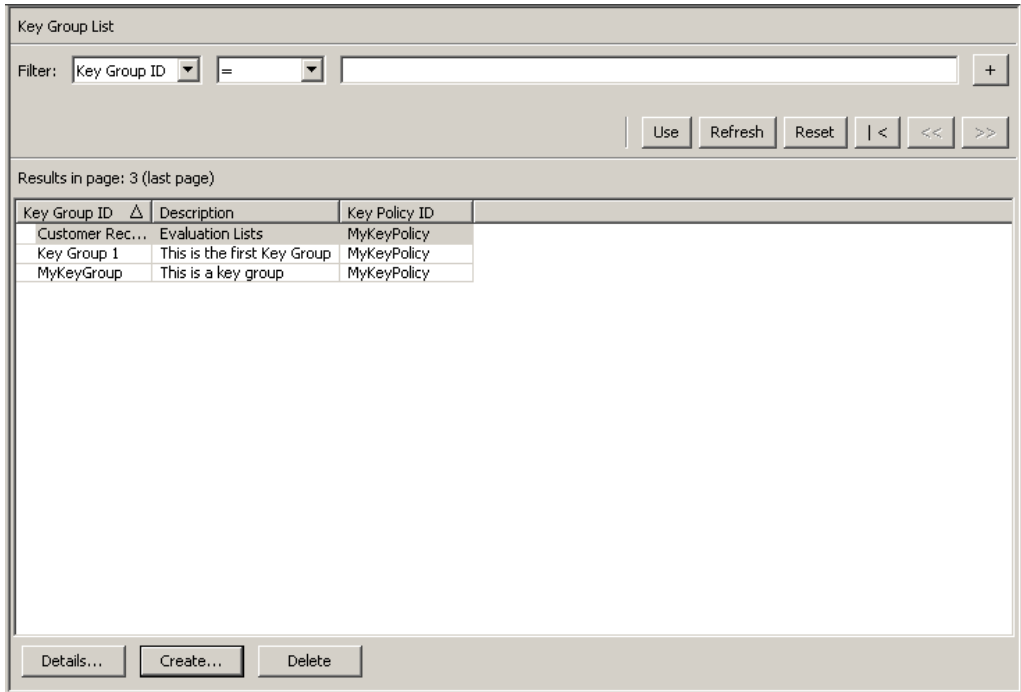 Key Group List
Filter: Key Group ID = +
Use Refresh Reset |< << >>
Results in page: 3 (last page)
Key Group ID Description Key Policy ID
Customer Rec... Evaluation Lists MyKeyPolicy
Key Group 1 This is the first Key Group MyKeyPolicy
MyKeyGroup This is a key group MyKeyPolicy
Details... Create... Delete